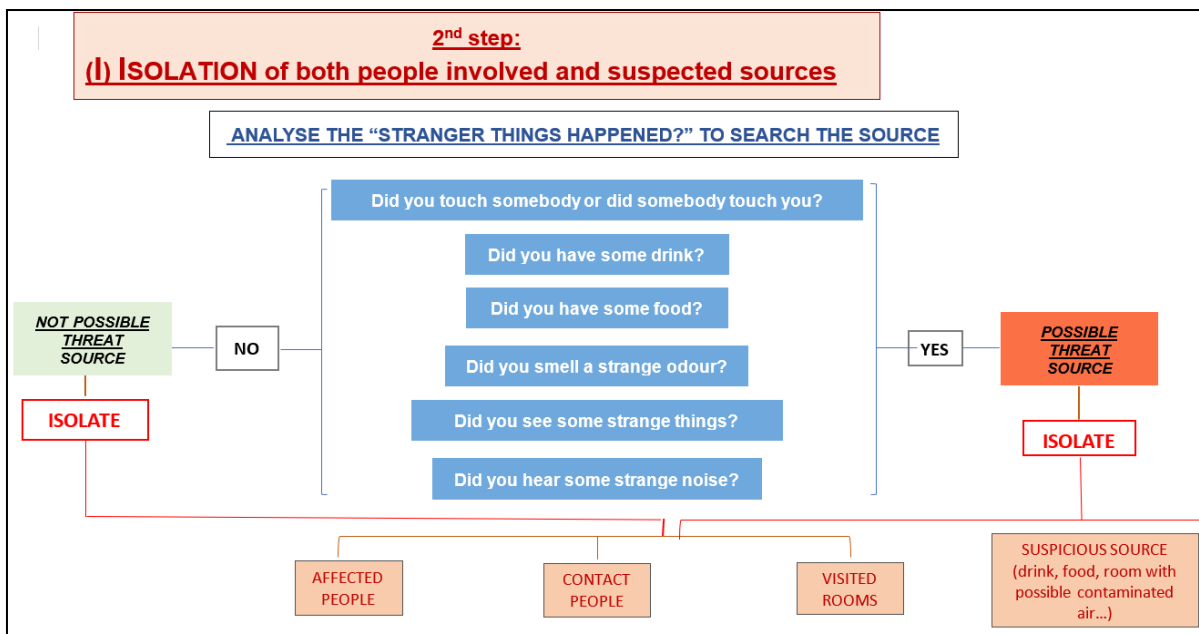 2nd step:
(I) ISOLATION of both people involved and suspected sources
ANALYSE THE “STRANGER THINGS HAPPENED?” TO SEARCH THE SOURCE
Did you touch somebody or did somebody touch you?
Did you have some drink?
Did you have some food?
Did you smell a strange odour?
Did you see some strange things?
Did you hear some strange noise?
NOT POSSIBLE
THREAT
SOURCE
NO
ISOLATE
YES
POSSIBLE
THREAT
SOURCE
ISOLATE
AFFECTED
PEOPLE
CONTACT
PEOPLE
VISITED
ROOMS
SUSPICIOUS SOURCE
(drink, food, room with
possible contaminated
air...)